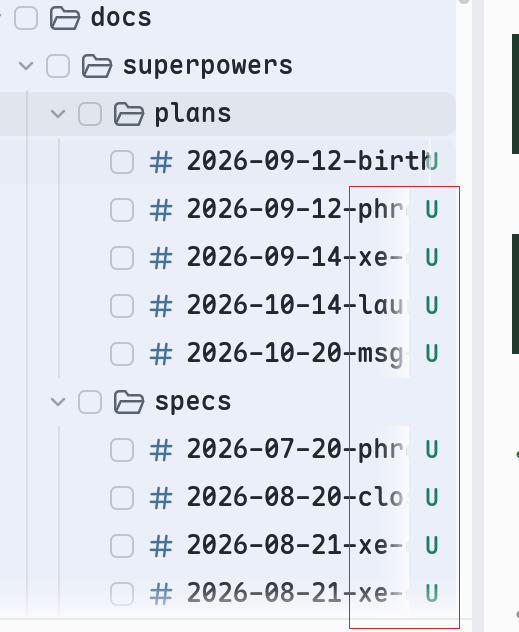 docs
superpowers
plans
# 2026-09-12-birth U
# 2026-09-12-phr U
# 2026-09-14-xe- U
# 2026-10-14-lau U
# 2026-10-20-msg U
specs
# 2026-07-20-phr U
# 2026-08-20-clo U
# 2026-08-21-xe- U
# 2026-08-21-xe- U